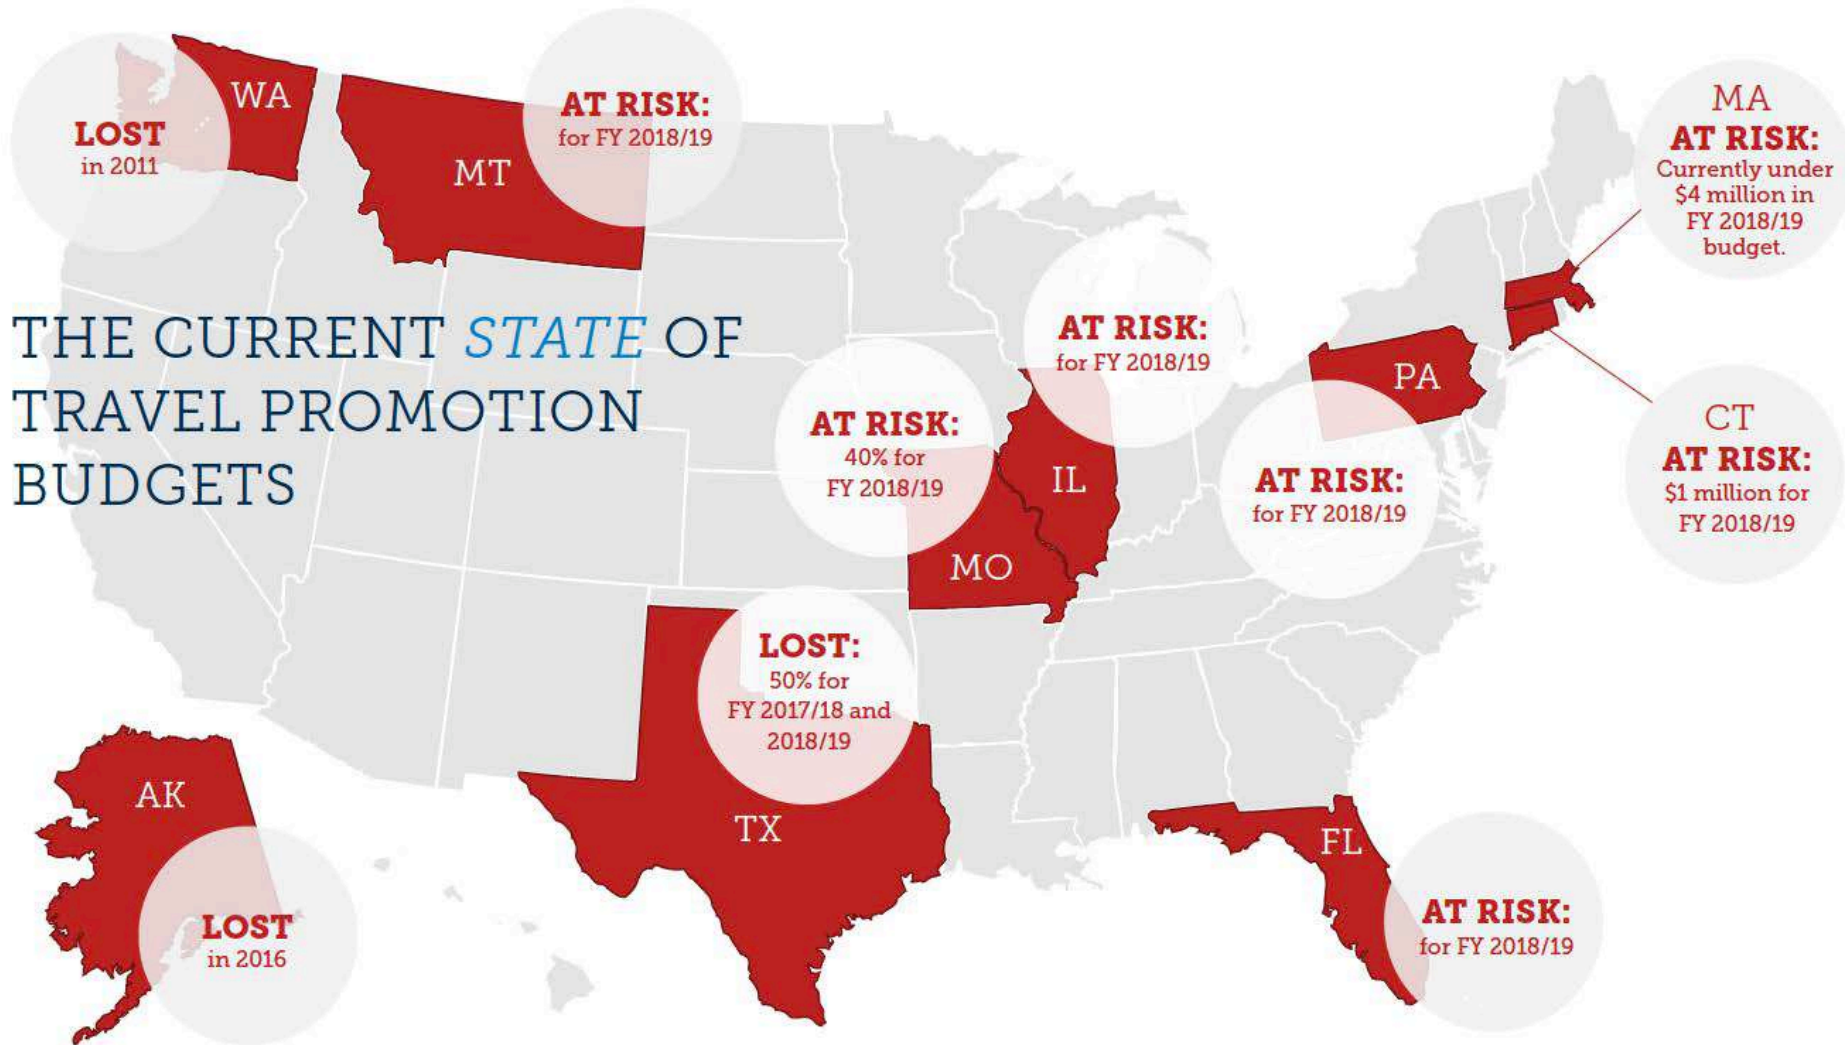 WA
LOST
in 2011
MT
AT RISK:
for FY 2018/19
MA
AT RISK:
Currently under
$4 million in
FY 2018/19
budget.
THE CURRENT STATE OF
TRAVEL PROMOTION
BUDGETS
AT RISK:
for FY 2018/19
IL
AT RISK:
40% for
FY 2018/19
MO
PA
AT RISK:
for FY 2018/19
CT
AT RISK:
$1 million for
FY 2018/19
LOST:
50% for
FY 2017/18 and
2018/19
TX
AK
LOST
in 2016
FL
AT RISK:
for FY 2018/19